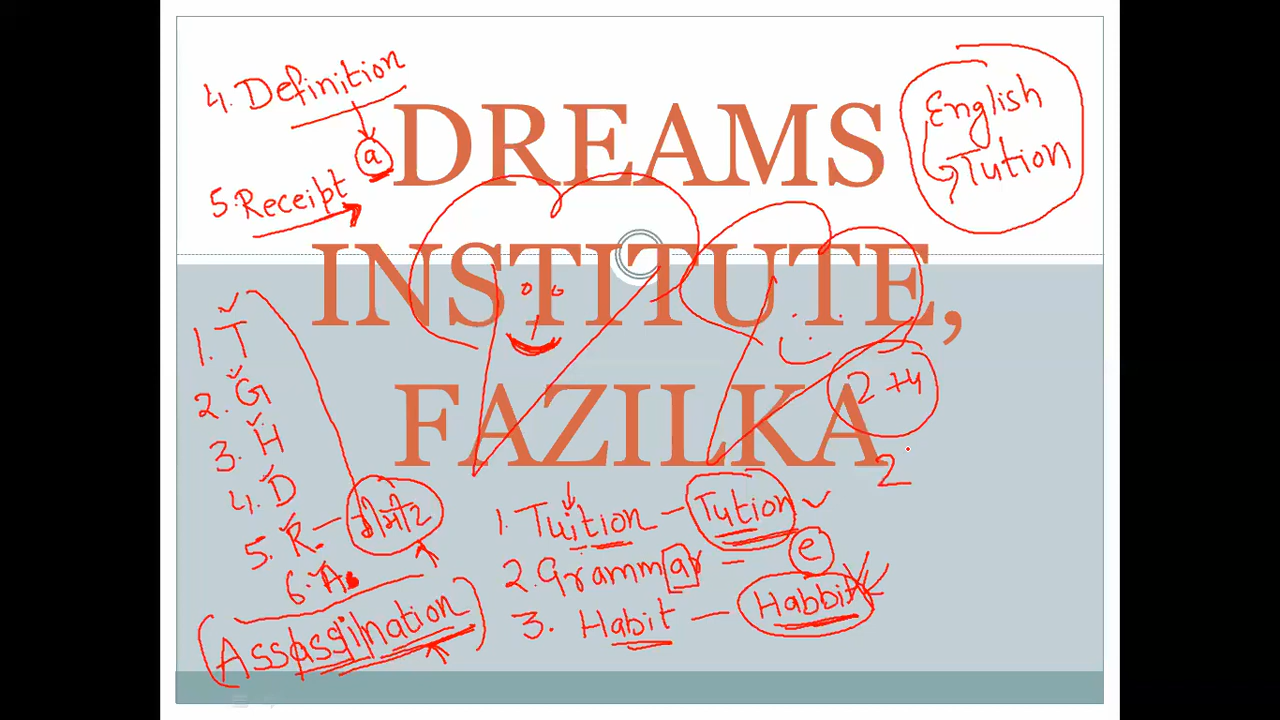 4. Definition
a
5. Receipt
English
Tution
DREAMS
INSTITUTE,
FAZILKA
1. T
2. G
3. H
4. D
5. R –
6. A
Assassination
2 + 4
2
1. Tuition – Tution
2. Grammar – e
3. Habit – Habbit